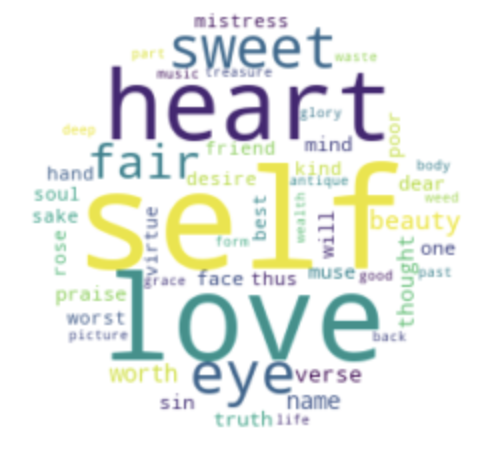 mistress
sweet
part
waste
music treasure
heart
glory
deep
poor
fair
friend
mind
hand
desire
kind
antique
body
dear
weed
soul
sake
self
best
wealth
will
beauty
virtue
form
rose
one
thought
grace
face
thus
muse
good
past
praise
love
worst
picture
back
worth
eye
verse
sin
name
truth
life